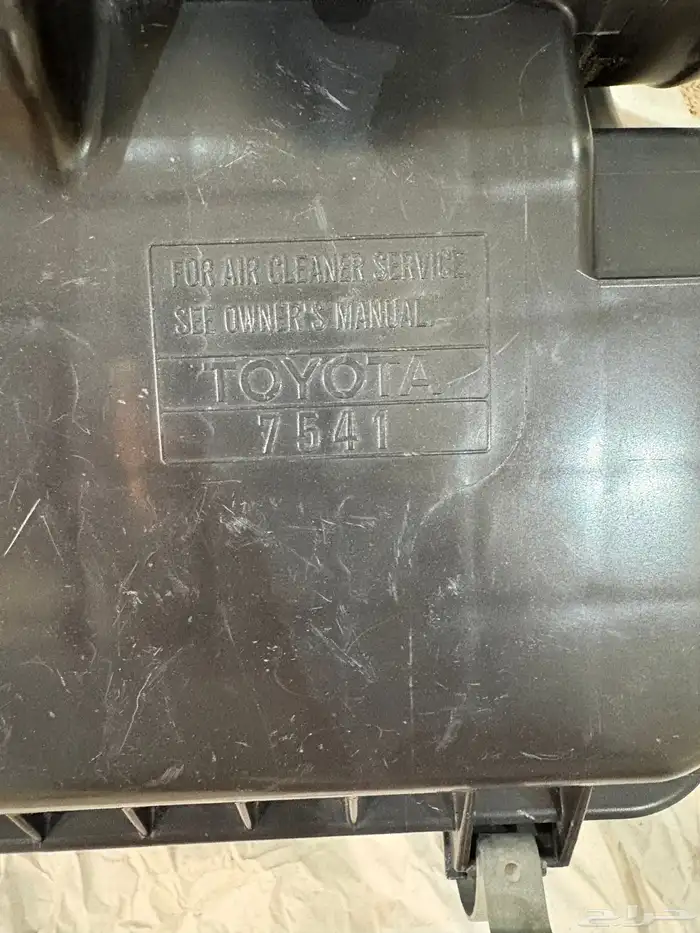 FOR AIR CLEANER SERVICE
SEE OWNER'S MANUAL.
TOYOTA
7541
حراج